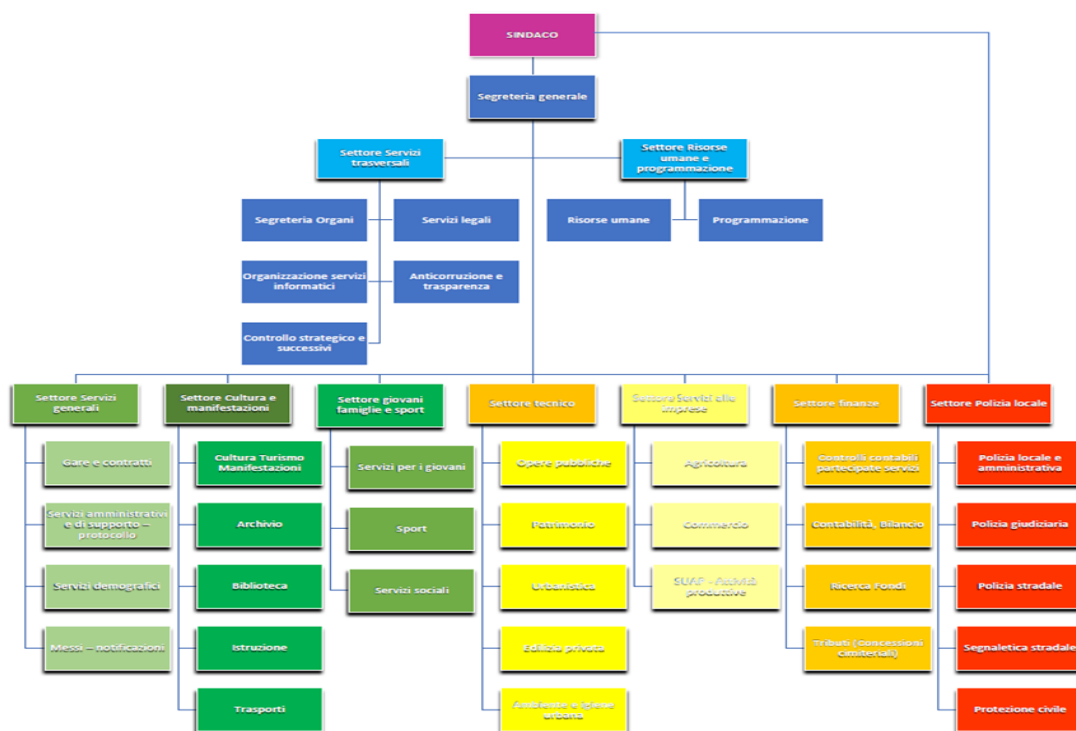 SINDACO
Segreteria generale
Settore Servizi
trasversali
Settore Risorse
umane e
programmazione
Segreteria Organi
Servizi legali
Risorse umane
Programmazione
Organizzazione servizi
informatici
Anticorruzione e
trasparenza
Controllo strategico e
successivi
Settore Servizi
generali
Settore Cultura e
manifestazioni
Settore giovani
famiglie e sport
Settore tecnico
Settore Servizi alle
imprese
Settore finanze
Settore Polizia locale
Gare e contratti
Servizi amministrativi
e di supporto –
protocollo
Servizi demografici
Messi – notificazioni
Cultura Turismo
Manifestazioni
Archivio
Biblioteca
Istruzione
Trasporti
Servizi per i giovani
Sport
Servizi sociali
Opere pubbliche
Patrimonio
Urbanistica
Edilizia privata
Ambiente e igiene
urbana
Agricoltura
Commercio
SUAP - Attività
produttive
Controlli contabili
partecipate servizi
Contabilità, Bilancio
Ricerca Fondi
Tributi (Concessioni
cimiteriali)
Polizia locale e
amministrativa
Polizia giudiziaria
Polizia stradale
Segnaletica stradale
Protezione civile